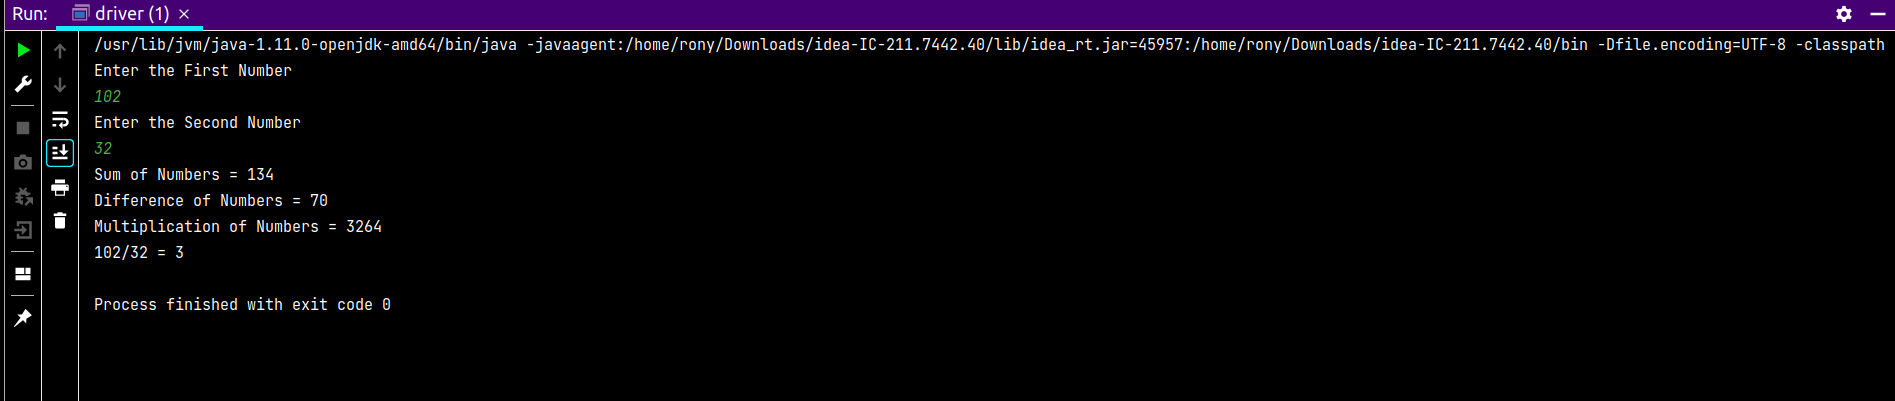 Run: driver (1) ×
/usr/lib/jvm/java-1.11.0-openjdk-amd64/bin/java -javaagent:/home/rony/Downloads/idea-IC-211.7442.40/lib/idea_rt.jar=45957:/home/rony/Downloads/idea-IC-211.7442.40/bin -Dfile.encoding=UTF-8 -classpath
Enter the First Number
102
Enter the Second Number
32
Sum of Numbers = 134
Difference of Numbers = 70
Multiplication of Numbers = 3264
102/32 = 3
Process finished with exit code 0